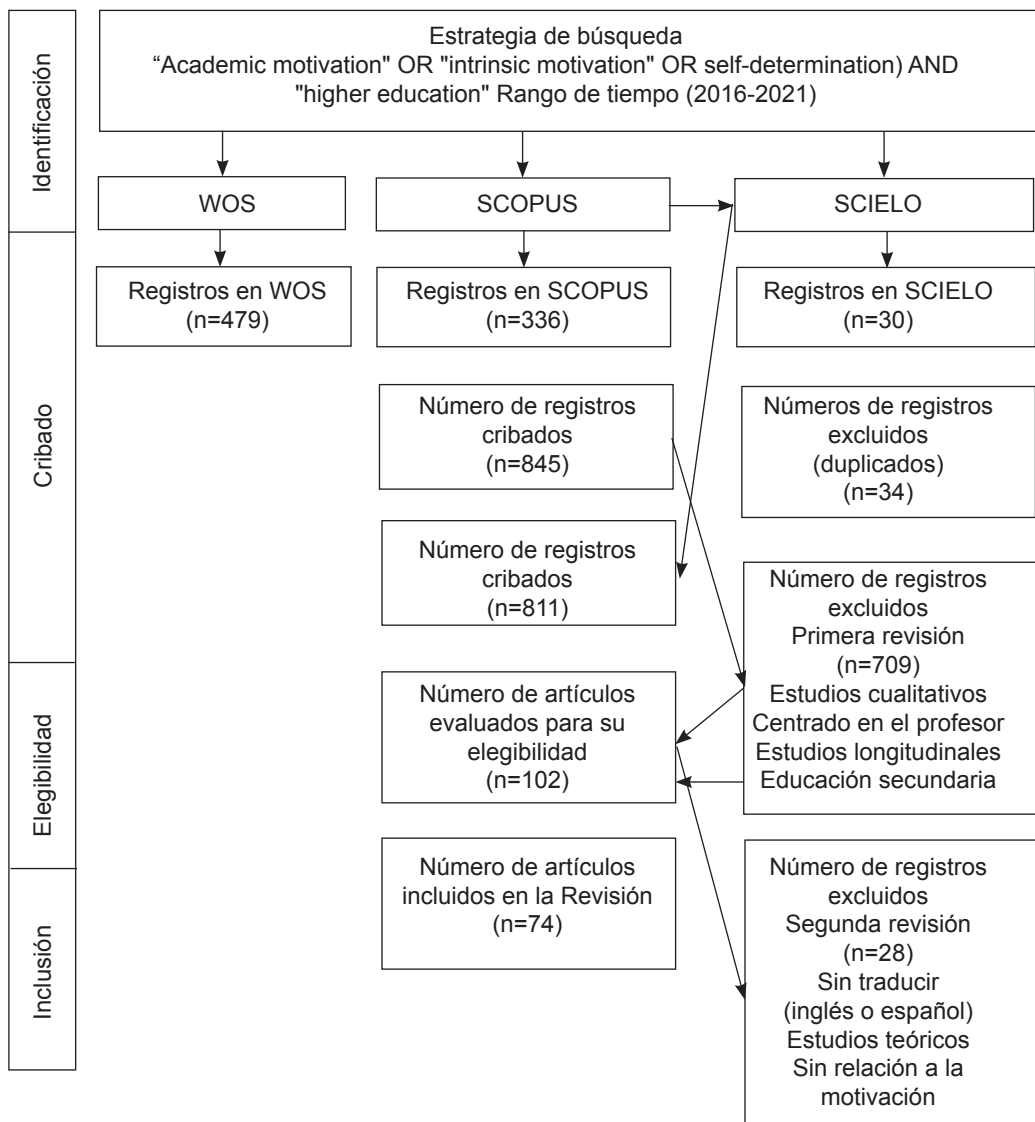 Identificación
Estrategia de búsqueda
“Academic motivation" OR "intrinsic motivation" OR self-determination) AND
"higher education" Rango de tiempo (2016-2021)
WOS
SCOPUS
SCIELO
Cribado
Registros en WOS
(n=479)
Registros en SCOPUS
(n=336)
Registros en SCIELO
(n=30)
Número de registros
cribados
(n=845)
Números de registros
excluidos
(duplicados)
(n=34)
Número de registros
cribados
(n=811)
Número de registros
excluidos
Primera revisión
(n=709)
Estudios cualitativos
Centrado en el profesor
Estudios longitudinales
Educación secundaria
Elegibilidad
Número de artículos
evaluados para su
elegibilidad
(n=102)
Inclusión
Número de artículos
incluidos en la Revisión
(n=74)
Número de registros
excluidos
Segunda revisión
(n=28)
Sin traducir
(inglés o español)
Estudios teóricos
Sin relación a la
motivación